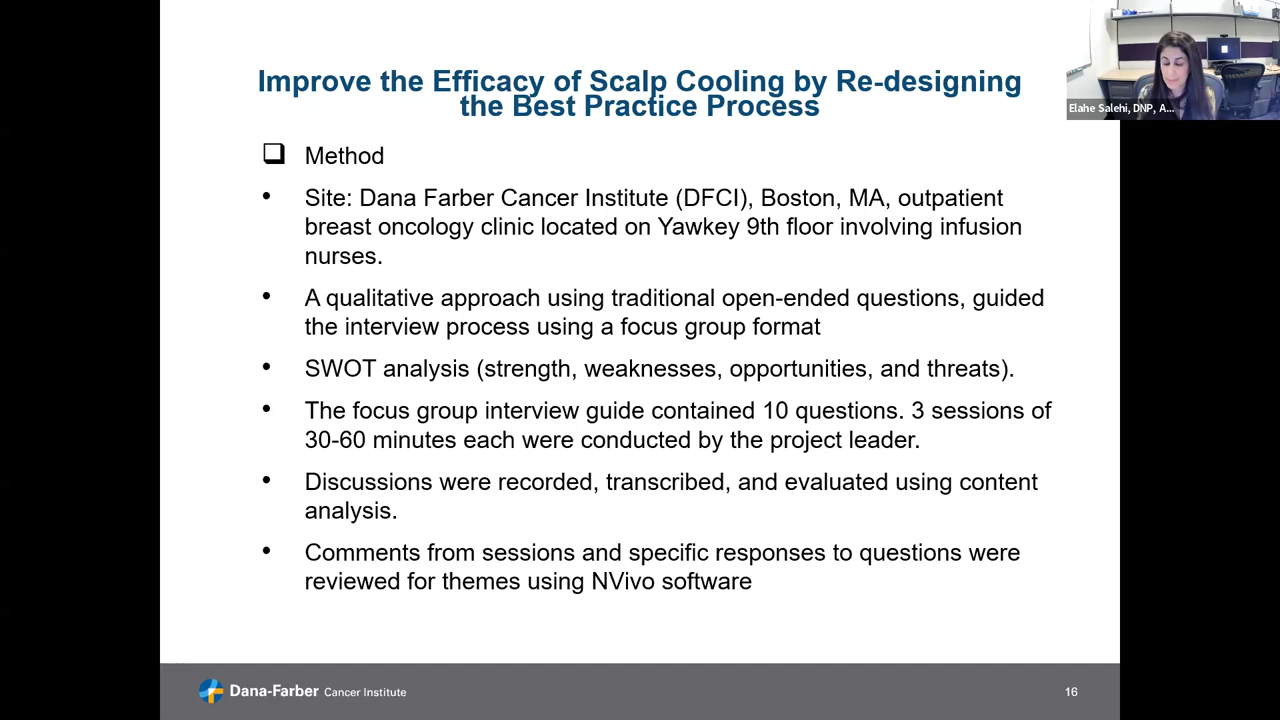 Improve the Efficacy of Scalp Cooling by Re-designing
the Best Practice Process
Elahe Salehi, DNP, A...
❑ Method
• Site: Dana Farber Cancer Institute (DFCI), Boston, MA, outpatient
breast oncology clinic located on Yawkey 9th floor involving infusion
nurses.
• A qualitative approach using traditional open-ended questions, guided
the interview process using a focus group format
• SWOT analysis (strength, weaknesses, opportunities, and threats).
• The focus group interview guide contained 10 questions. 3 sessions of
30-60 minutes each were conducted by the project leader.
• Discussions were recorded, transcribed, and evaluated using content
analysis.
• Comments from sessions and specific responses to questions were
reviewed for themes using NVivo software
Dana-Farber Cancer Institute
16